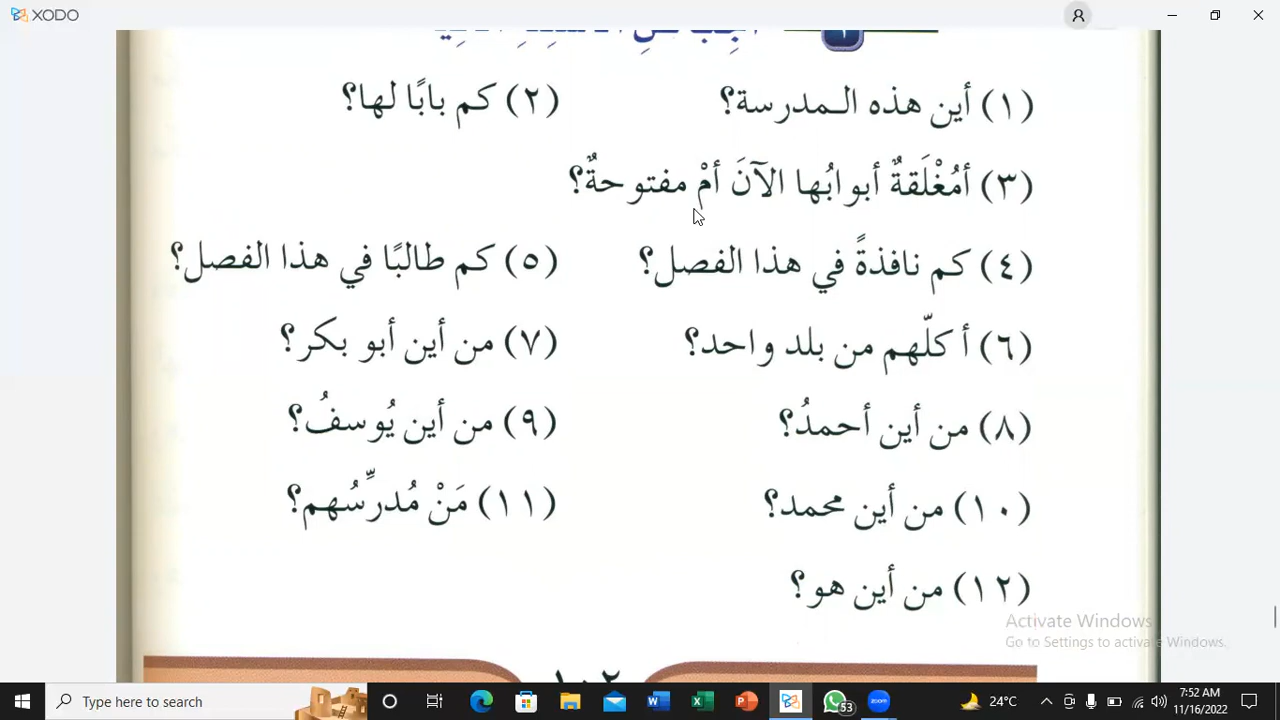 XODO
(١) أين هذه الـمدرسة؟ (٢) كم بابًا لها؟
(٣) أمُغْلَقةٌ أبوابُها الآنَ أمْ مفتوحةٌ؟
(٤) كم نافذةً في هذا الفصل؟ (٥) كم طالبًا في هذا الفصل؟
(٦) أكلّهم من بلد واحد؟ (٧) من أين أبو بكر؟
(٨) من أين أحمدُ؟ (٩) من أين يُوسفُ؟
(١٠) من أين محمد؟ (١١) مَنْ مُدرِّسُهم؟
(١٢) من أين هو؟
Activate Windows
Go to Settings to activate Windows.
Type here to search
53
zoom
24°C
7:52 AM
11/16/2022